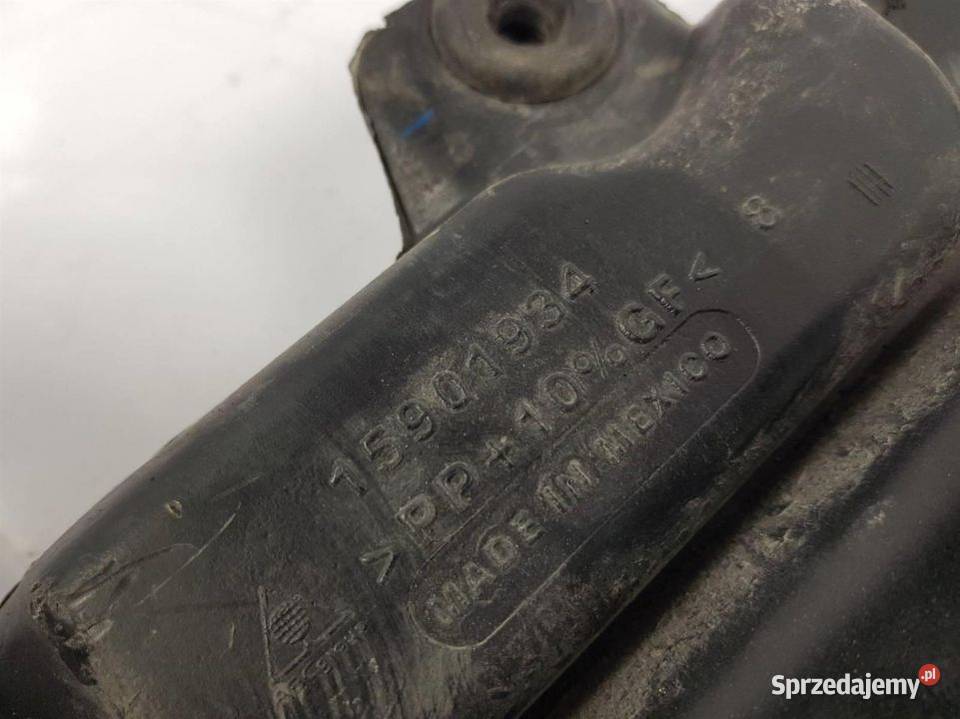 8
15901934
>PP+10%GF<
MADE IN MEXICO
Sprzedajemy.pl